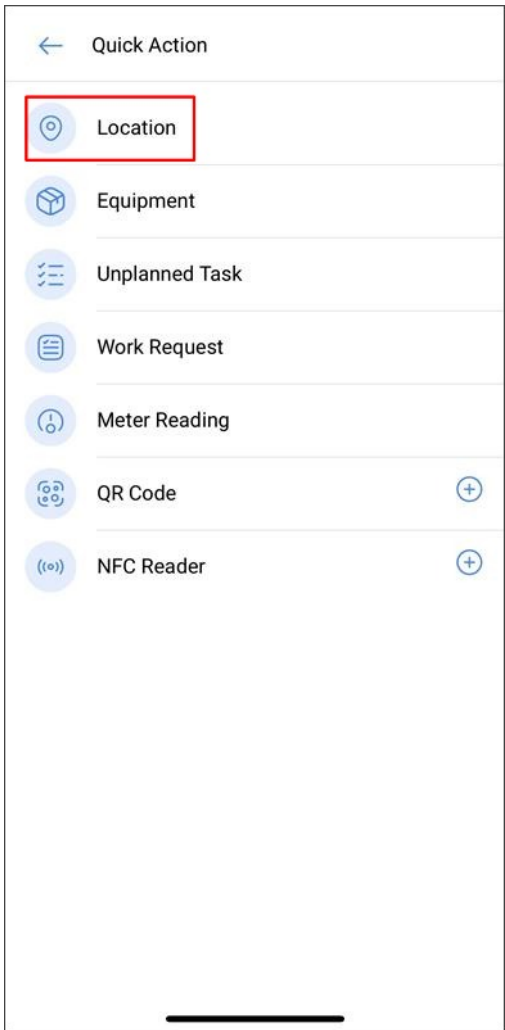 Quick Action
Location
Equipment
Unplanned Task
Work Request
Meter Reading
QR Code
NFC Reader